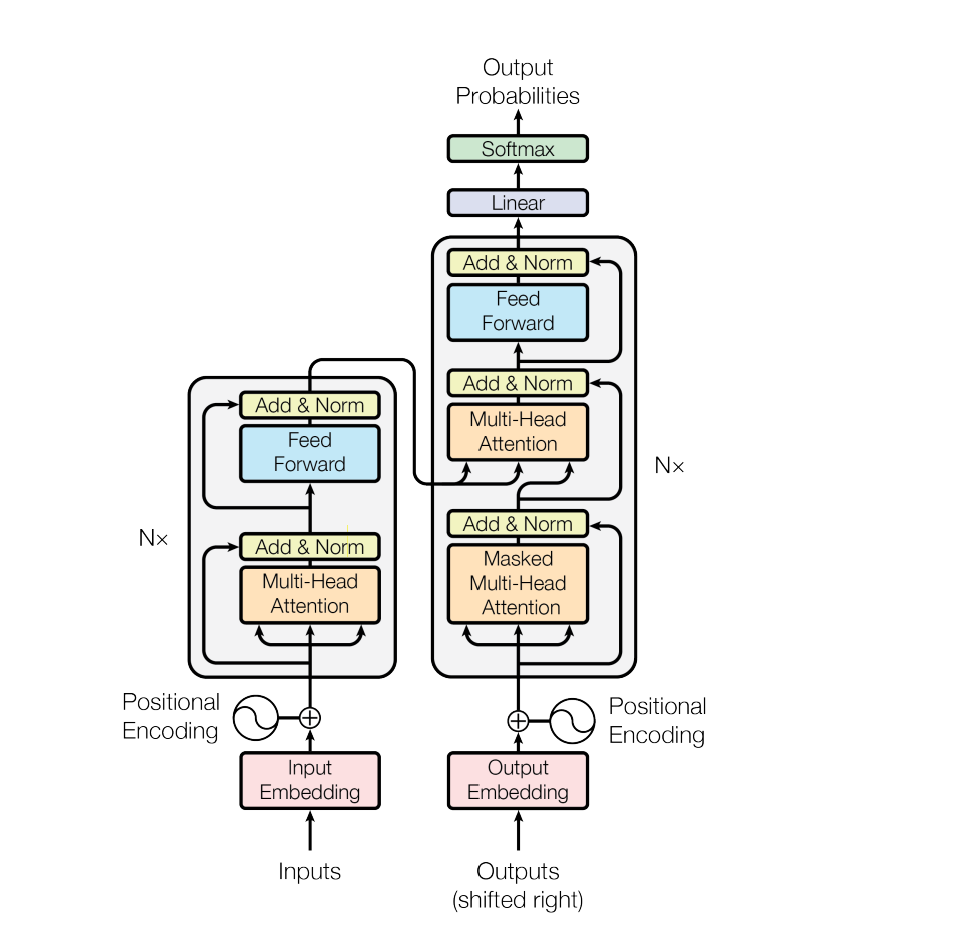 Output
Probabilities
Softmax
Linear
Add & Norm
Feed
Forward
Add & Norm
Multi-Head
Attention
N×
Add & Norm
Masked
Multi-Head
Attention
Add & Norm
Feed
Forward
N×
Add & Norm
Multi-Head
Attention
Positional
Encoding
Positional
Encoding
Input
Embedding
Output
Embedding
Inputs
Outputs
(shifted right)